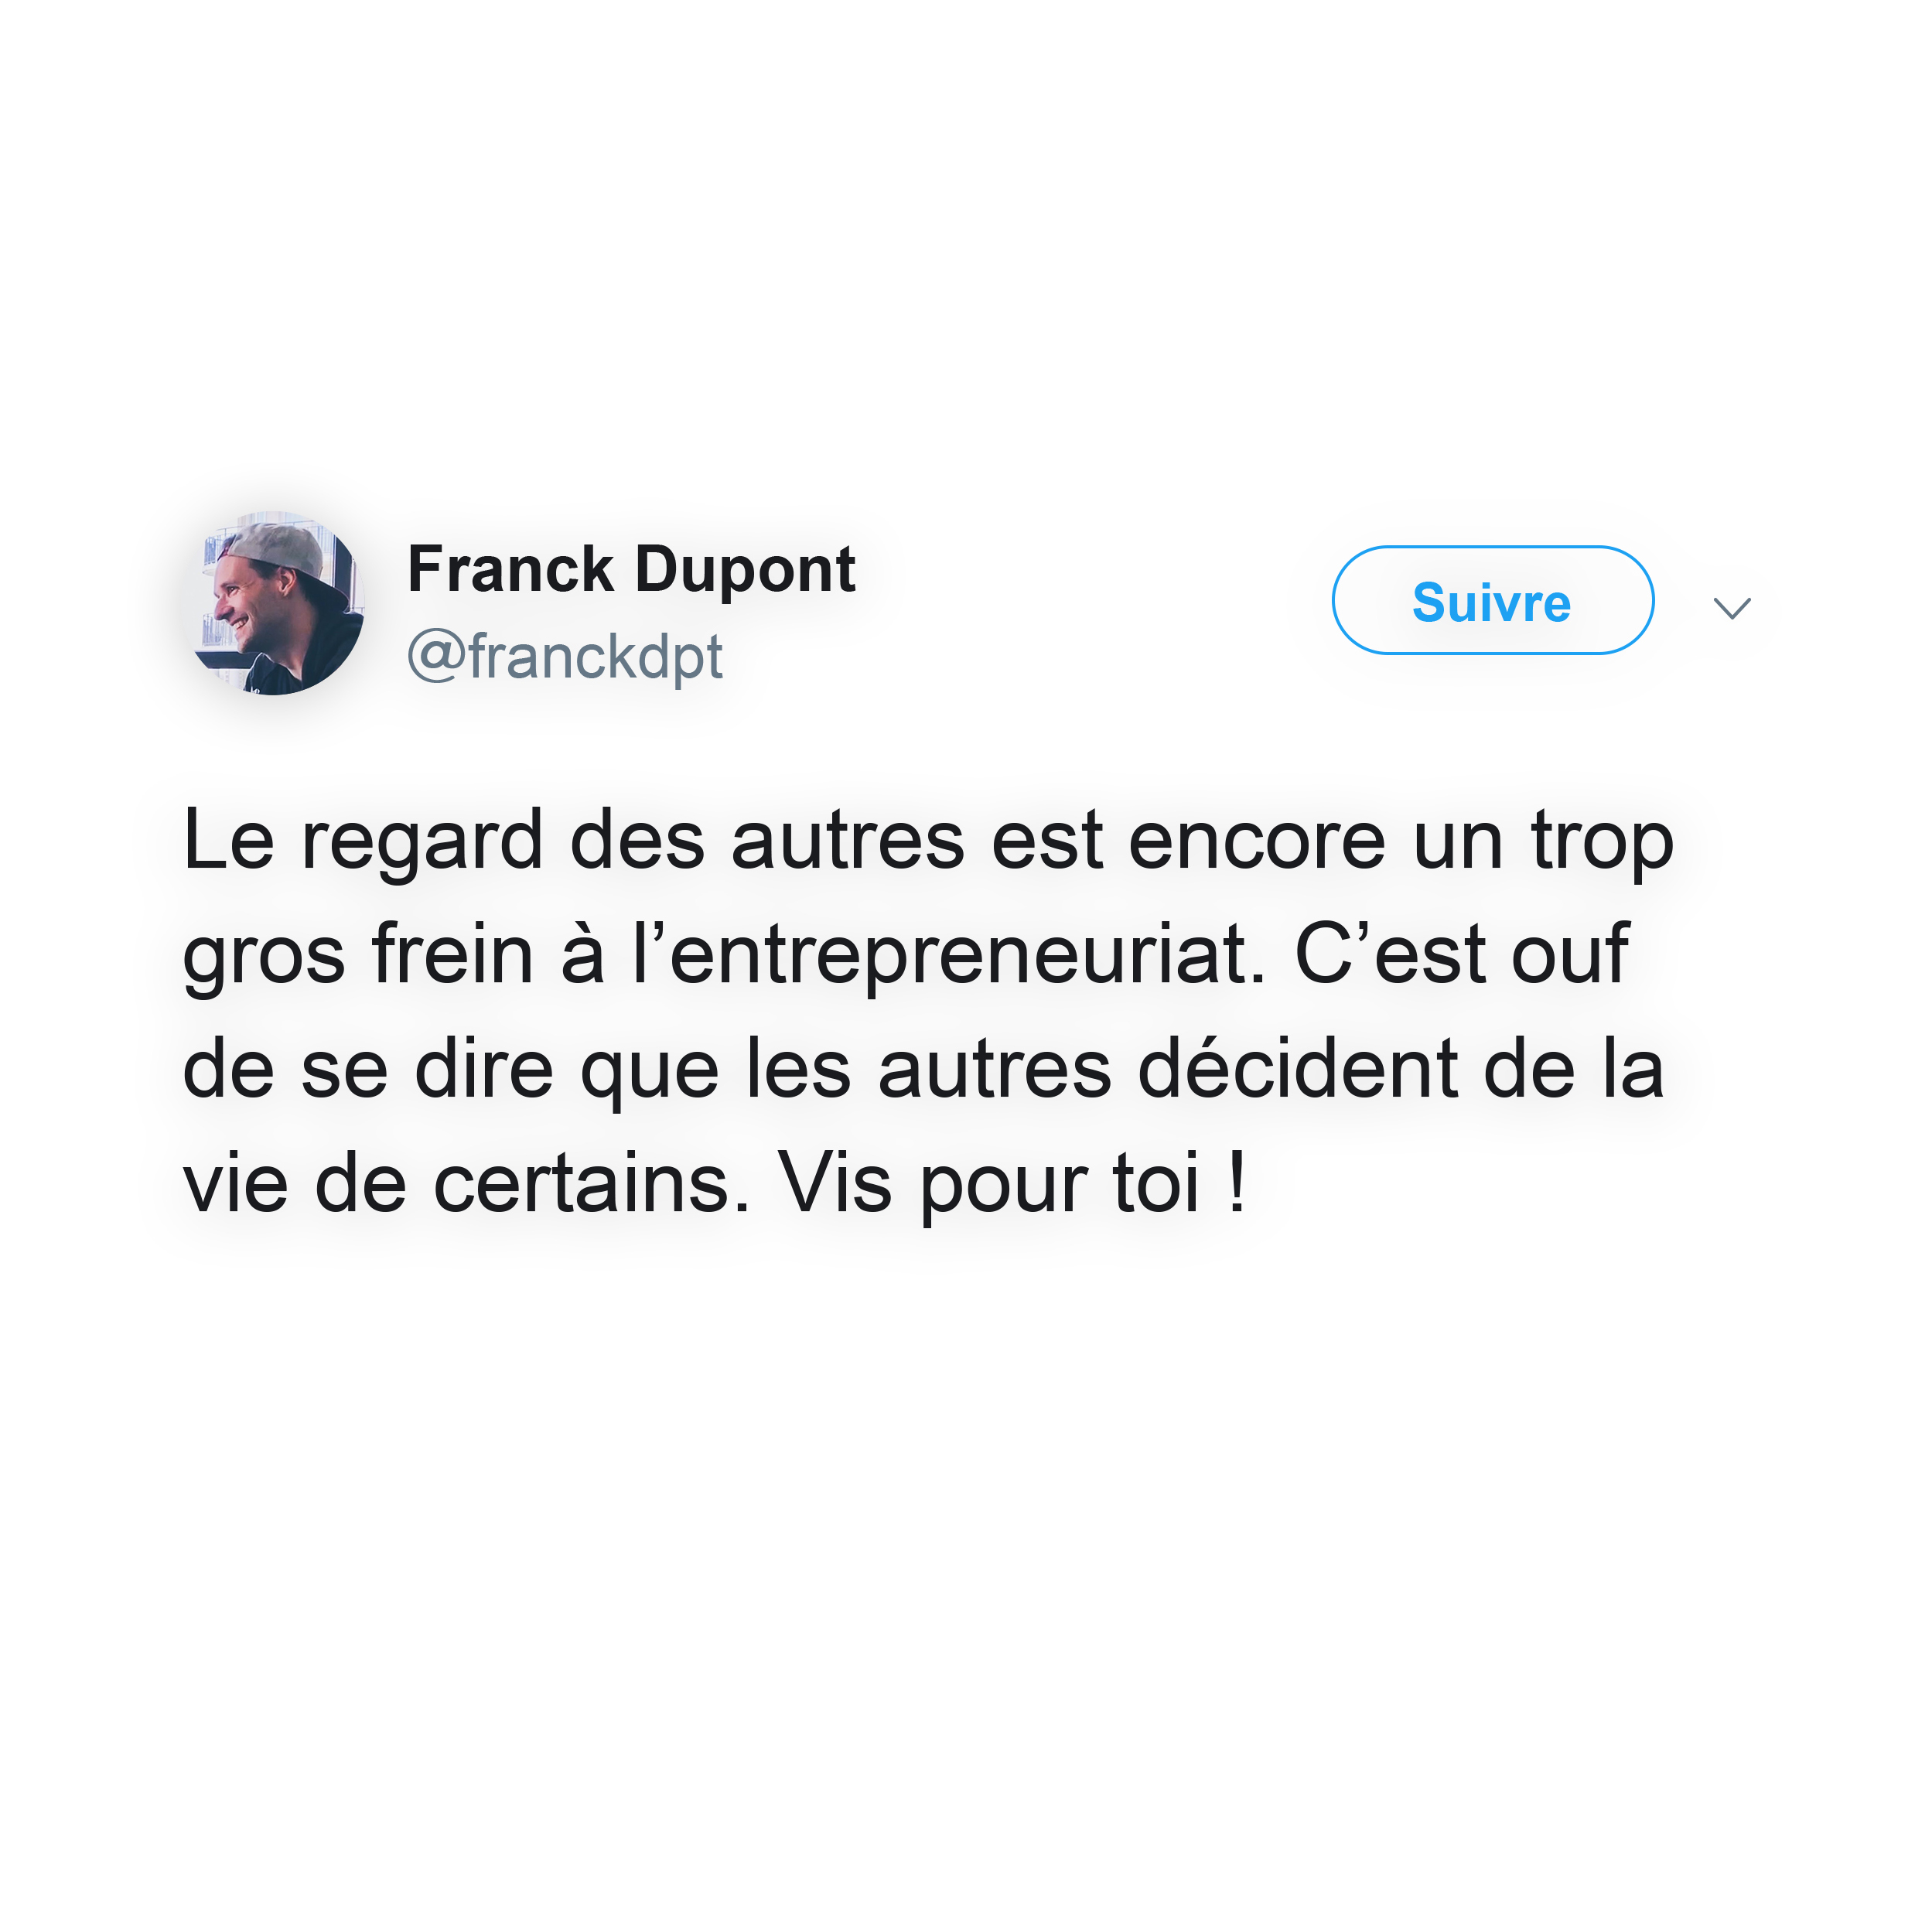 Franck Dupont
@franckdpt
Suivre
Le regard des autres est encore un trop
gros frein à l’entrepreneuriat. C’est ouf
de se dire que les autres décident de la
vie de certains. Vis pour toi !